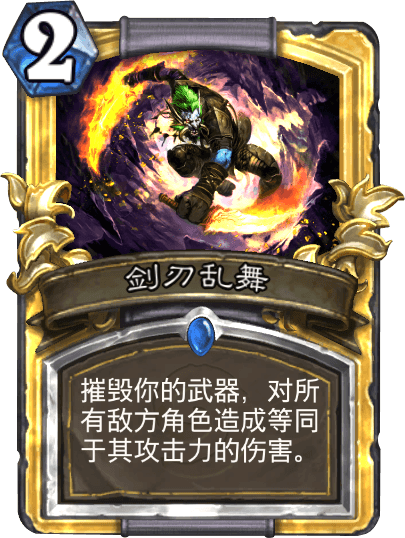 2
剑刃乱舞
摧毁你的武器，对所
有敌方角色造成等同
于其攻击力的伤害。